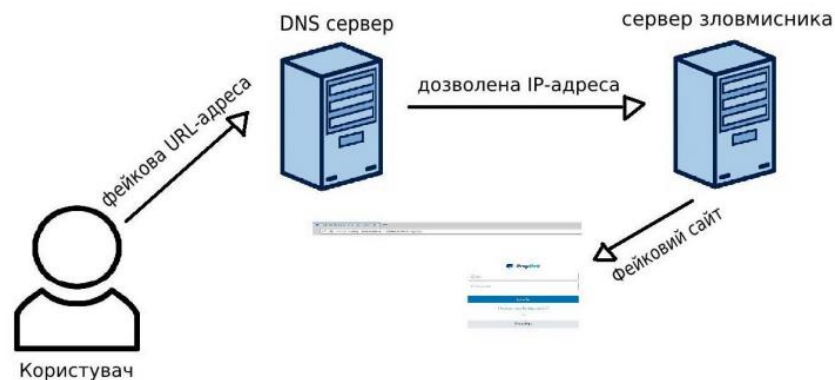 DNS сервер
сервер зловмисника
дозволена IP-адреса
фейкова URL-адреса
Фейковий сайт
Користувач